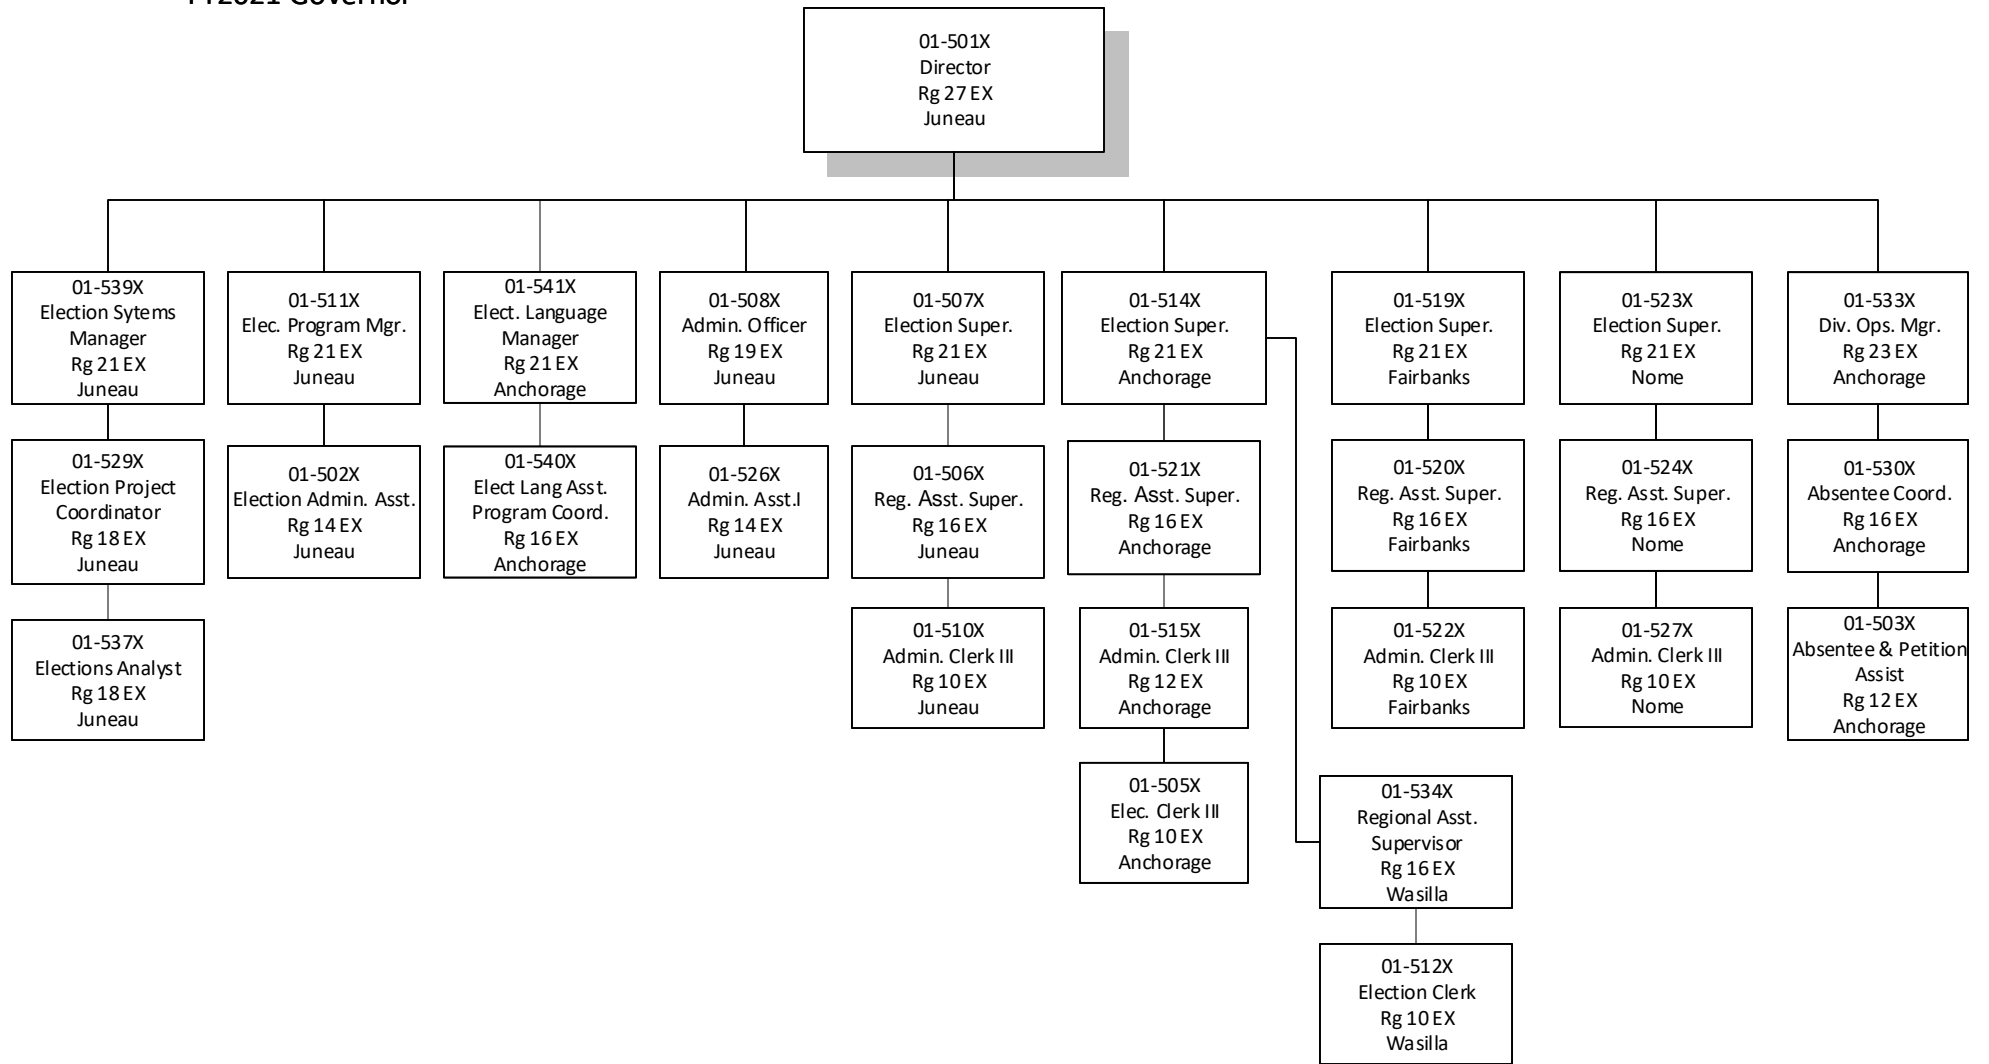 FY2021 Governor
01-501X
Director
Rg 27 EX
Juneau
01-539X
Election Sytems
Manager
Rg 21 EX
Juneau
01-511X
Elec. Program Mgr.
Rg 21 EX
Juneau
01-541X
Elect. Language
Manager
Rg 21 EX
Anchorage
01-508X
Admin. Officer
Rg 19 EX
Juneau
01-507X
Election Super.
Rg 21 EX
Juneau
01-514X
Election Super.
Rg 21 EX
Anchorage
01-519X
Election Super.
Rg 21 EX
Fairbanks
01-523X
Election Super.
Rg 21 EX
Nome
01-533X
Div. Ops. Mgr.
Rg 23 EX
Anchorage
01-529X
Election Project
Coordinator
Rg 18 EX
Juneau
01-502X
Election Admin. Asst.
Rg 14 EX
Juneau
01-540X
Elect Lang Asst.
Program Coord.
Rg 16 EX
Anchorage
01-526X
Admin. Asst.I
Rg 14 EX
Juneau
01-506X
Reg. Asst. Super.
Rg 16 EX
Juneau
01-521X
Reg. Asst. Super.
Rg 16 EX
Anchorage
01-520X
Reg. Asst. Super.
Rg 16 EX
Fairbanks
01-524X
Reg. Asst. Super.
Rg 16 EX
Nome
01-530X
Absentee Coord.
Rg 16 EX
Anchorage
01-537X
Elections Analyst
Rg 18 EX
Juneau
01-510X
Admin. Clerk III
Rg 10 EX
Juneau
01-515X
Admin. Clerk III
Rg 12 EX
Anchorage
01-522X
Admin. Clerk III
Rg 10 EX
Fairbanks
01-527X
Admin. Clerk III
Rg 10 EX
Nome
01-503X
Absentee & Petition
Assist
Rg 12 EX
Anchorage
01-505X
Elec. Clerk III
Rg 10 EX
Anchorage
01-534X
Regional Asst.
Supervisor
Rg 16 EX
Wasilla
01-512X
Election Clerk
Rg 10 EX
Wasilla